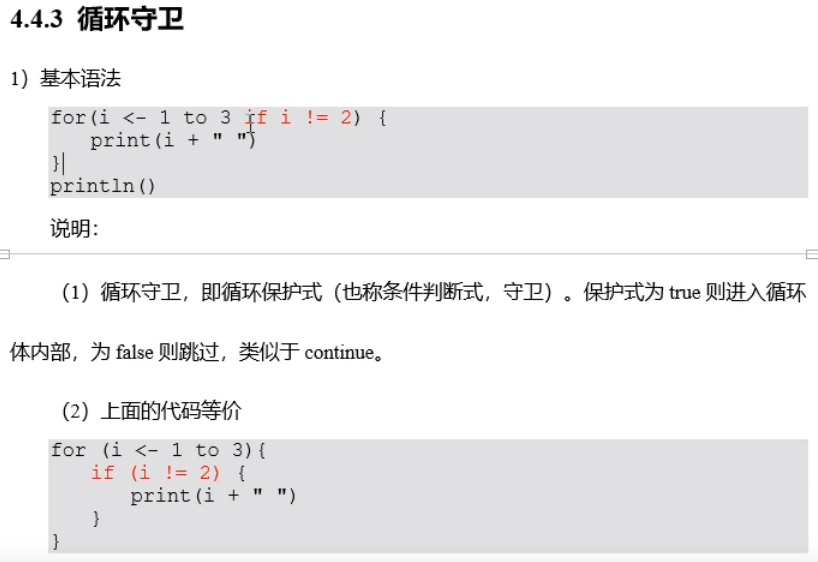 4.4.3 循环守卫
1）基本语法
for(i <- 1 to 3 if i != 2) {
print(i + " ")
}
println()
说明：
（1）循环守卫，即循环保护式（也称条件判断式，守卫）。保护式为 true 则进入循环
体内部，为 false 则跳过，类似于 continue。
（2）上面的代码等价
for (i <- 1 to 3){
if (i != 2) {
print(i + " ")
}
}